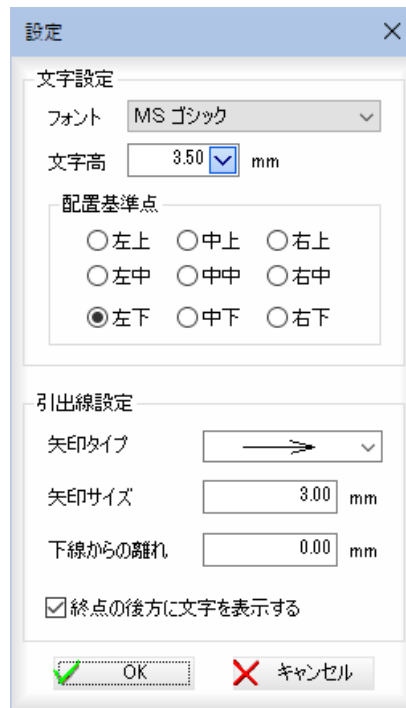 設定
文字設定
フォント MS ゴシック
文字高 3.50 mm
配置基準点
左上 中上 右上
左中 中中 右中
左下 中下 右下
引出線設定
矢印タイプ
矢印サイズ 3.00 mm
下線からの離れ 0.00 mm
終点の後方に文字を表示する
OK キャンセル